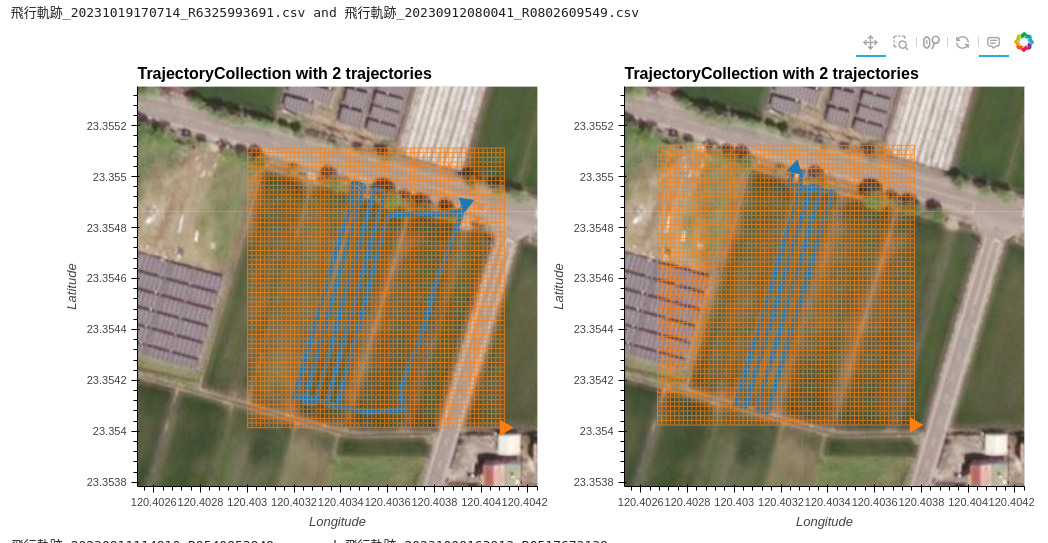 飛行軌跡_20231019170714_R6325993691.csv and 飛行軌跡_20230912080041_R0802609549.csv
TrajectoryCollection with 2 trajectories
23.3552
23.355
23.3548
23.3546
23.3544
23.3542
23.354
23.3538
Latitude
120.4026 120.4028 120.403 120.4032 120.4034 120.4036 120.4038 120.404 120.4042
Longitude
TrajectoryCollection with 2 trajectories
23.3552
23.355
23.3548
23.3546
23.3544
23.3542
23.354
23.3538
Latitude
120.4026 120.4028 120.403 120.4032 120.4034 120.4036 120.4038 120.404 120.4042
Longitude